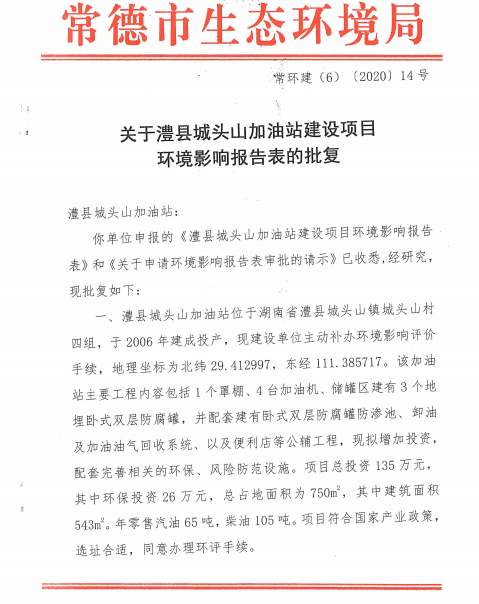 常德市生态环境局
常环建（6）〔2020〕14号
关于澧县城头山加油站建设项目
环境影响报告表的批复
澧县城头山加油站：
你单位申报的《澧县城头山加油站建设项目环境影响报告
表》和《关于申请环境影响报告表审批的请示》已收悉,经研究，
现批复如下：
一、澧县城头山加油站位于湖南省澧县城头山镇城头山村
四组，于2006年建成投产，现建设单位主动补办环境影响评价
手续，地理坐标为北纬29.412997，东经111.385717。该加油
站主要工程内容包括1个罩棚、4台加油机、储罐区建有3个地
埋卧式双层防腐罐，并配套建有卧式双层防腐罐防渗池、卸油
及加油油气回收系统、以及便利店等公辅工程，现拟增加投资，
配套完善相关的环保、风险防范设施。项目总投资135万元，
其中环保投资26万元，总占地面积为750㎡，其中建筑面积
543㎡。年零售汽油65吨，柴油105吨。项目符合国家产业政策，
选址合适，同意办理环评手续。